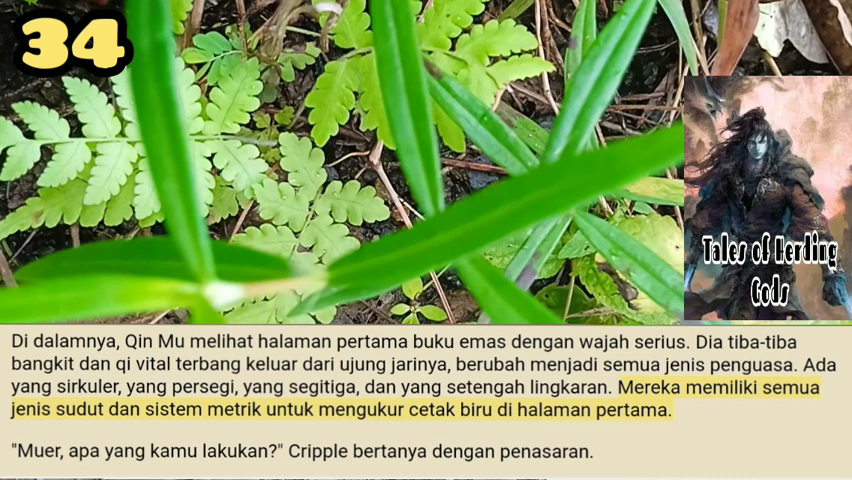 34
Tales of Herding
Gods
Di dalamnya, Qin Mu melihat halaman pertama buku emas dengan wajah serius. Dia tiba-tiba
bangkit dan qi vital terbang keluar dari ujung jarinya, berubah menjadi semua jenis penguasa. Ada
yang sirkuler, yang persegi, yang segitiga, dan yang setengah lingkaran. Mereka memiliki semua
jenis sudut dan sistem metrik untuk mengukur cetak biru di halaman pertama.
"Muer, apa yang kamu lakukan?" Cripple bertanya dengan penasaran.